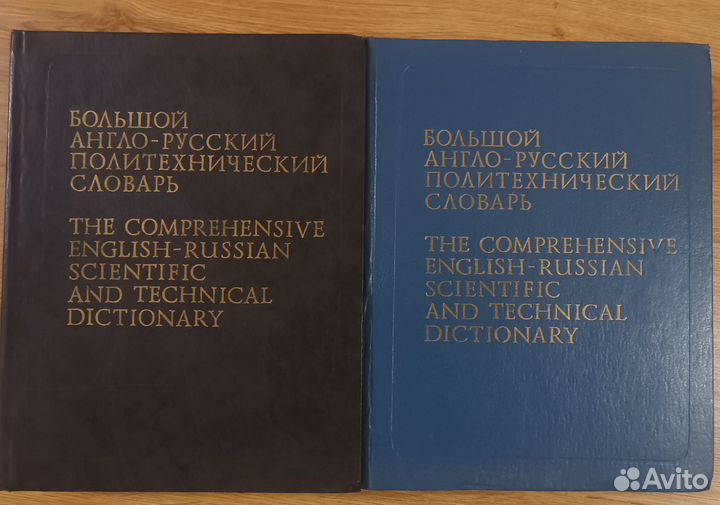 БОЛЬШОЙ
АНГЛО-РУССКИЙ
ПОЛИТЕХНИЧЕСКИЙ
СЛОВАРЬ
THE COMPREHENSIVE
ENGLISH-RUSSIAN
SCIENTIFIC
AND TECHNICAL
DICTIONARY
БОЛЬШОЙ
АНГЛО-РУССКИЙ
ПОЛИТЕХНИЧЕСКИЙ
СЛОВАРЬ
THE COMPREHENSIVE
ENGLISH-RUSSIAN
SCIENTIFIC
AND TECHNICAL
DICTIONARY
Avito